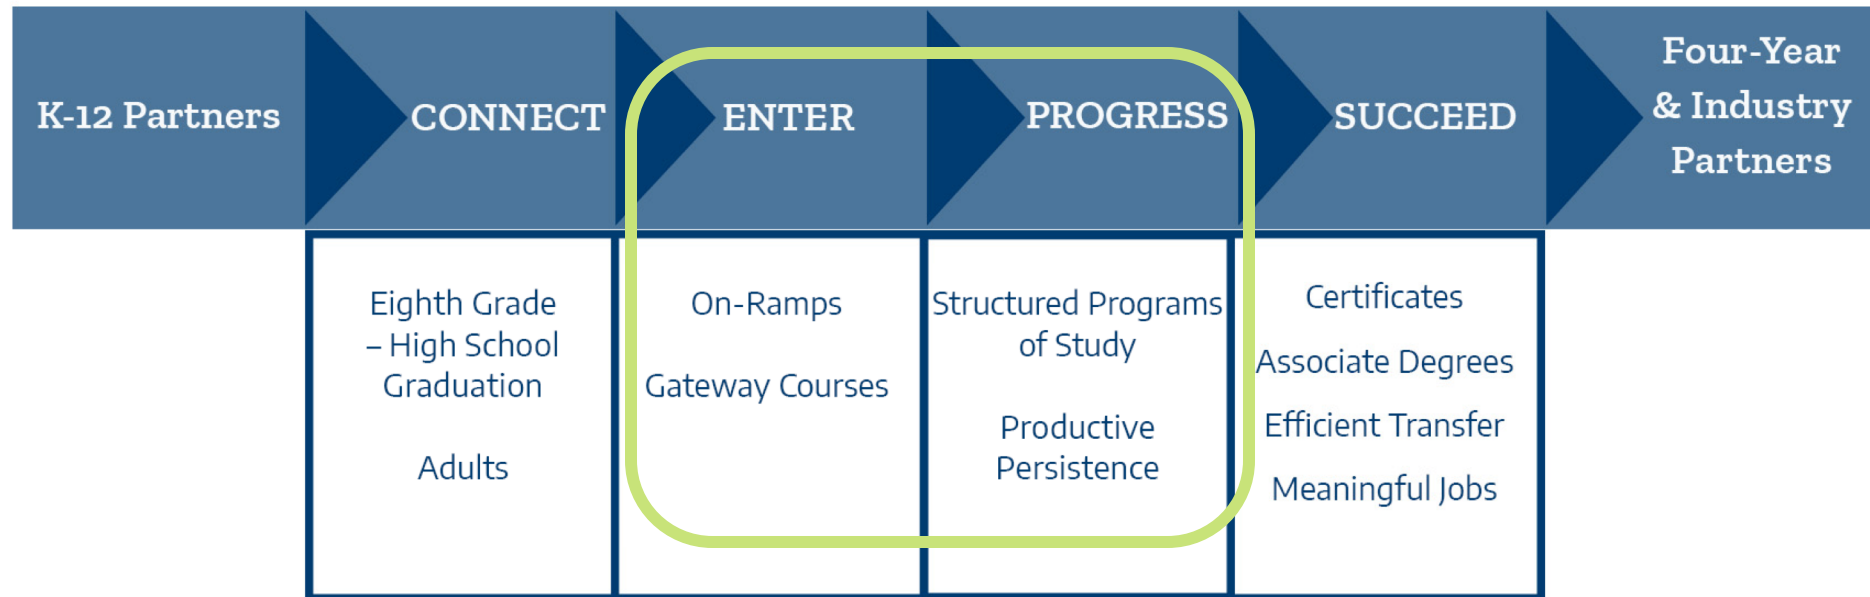 K-12 Partners
CONNECT
ENTER
PROGRESS
SUCCEED
Four-Year
& Industry
Partners
Eighth Grade
– High School
Graduation
Adults
On-Ramps
Gateway Courses
Structured Programs
of Study
Productive
Persistence
Certificates
Associate Degrees
Efficient Transfer
Meaningful Jobs